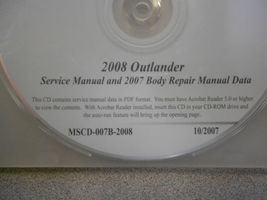 2008 Outlander
Service Manual and 2007 Body Repair Manual Data
This CD contains service manual data in PDF format. You must have Acrobat Reader 5.0 or higher
to view the contents. With Acrobat Reader installed, insert this CD in your CD-ROM drive and
the auto-run feature will bring up the opening page.
MSCD-007B-2008 10/2007